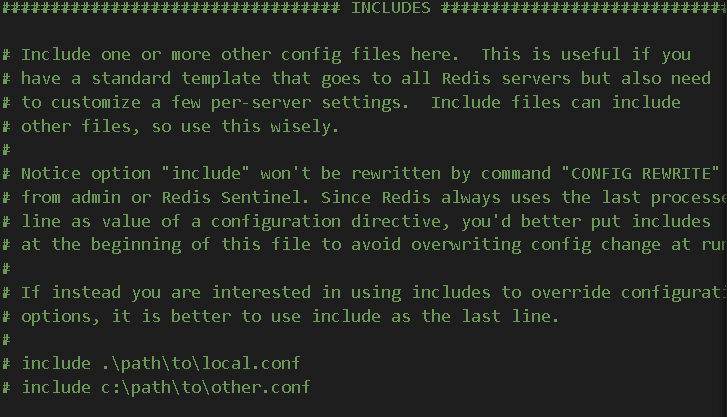 ################################## INCLUDES #############################
# Include one or more other config files here.  This is useful if you
# have a standard template that goes to all Redis servers but also need
# to customize a few per-server settings.  Include files can include
# other files, so use this wisely.
#
# Notice option "include" won't be rewritten by command "CONFIG REWRITE"
# from admin or Redis Sentinel. Since Redis always uses the last processe
# line as value of a configuration directive, you'd better put includes
# at the beginning of this file to avoid overwriting config change at run
#
# If instead you are interested in using includes to override configurati
# options, it is better to use include as the last line.
#
# include .\path\to\local.conf
# include c:\path\to\other.conf